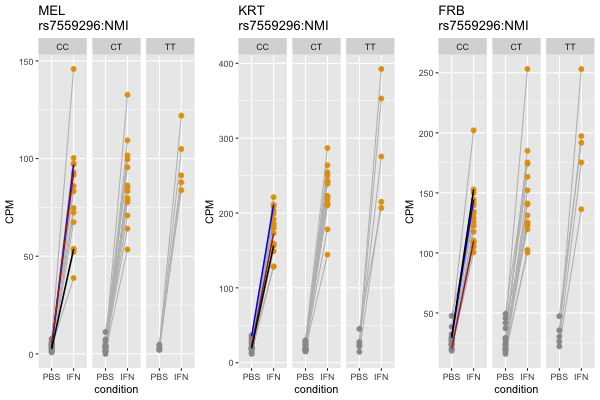 MEL
rs7559296:NMI
CC CT TT
CPM
150
100
50
0
PBS IFN PBS IFN PBS IFN
condition
KRT
rs7559296:NMI
CC CT TT
CPM
400
300
200
100
0
PBS IFN PBS IFN PBS IFN
condition
FRB
rs7559296:NMI
CC CT TT
CPM
250
200
150
100
50
PBS IFN PBS IFN PBS IFN
condition